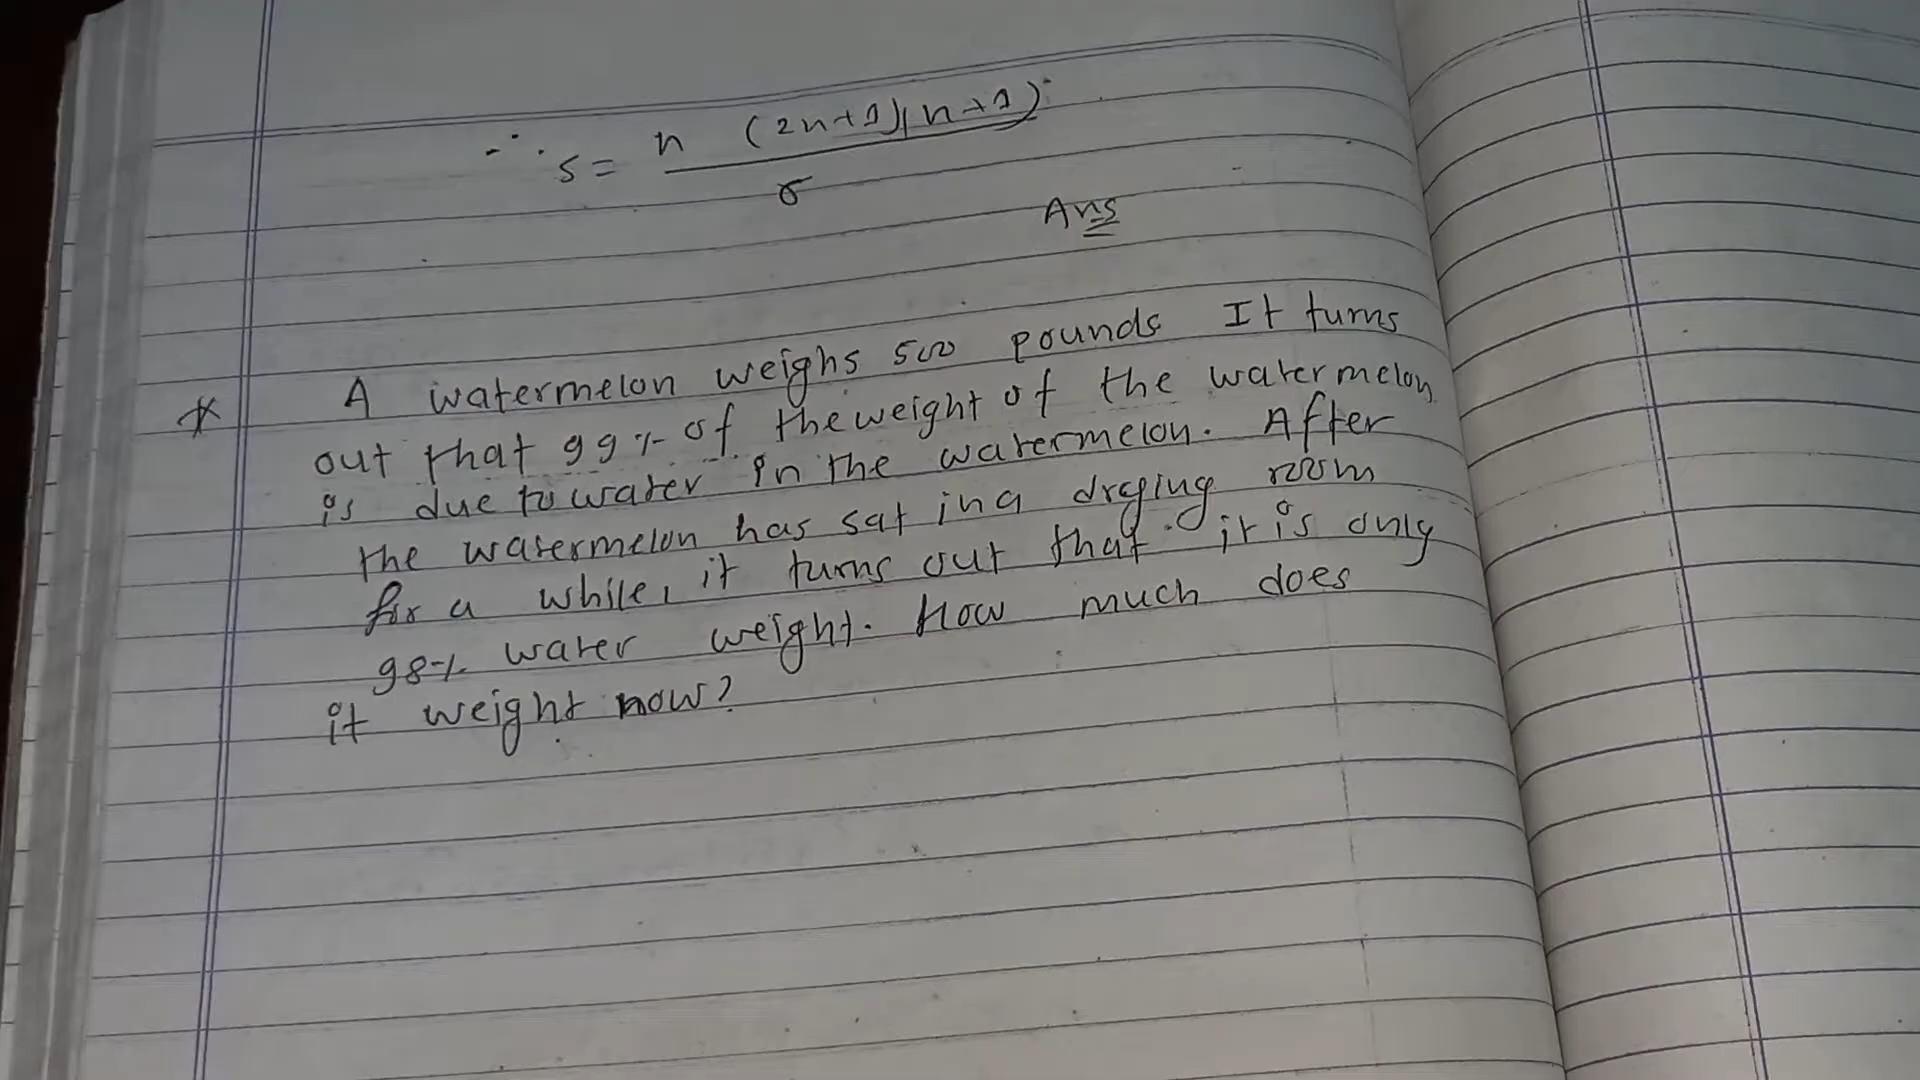 ∴ S = n (2n+1)(n+1)
6
Ans
* A watermelon weighs 500 pounds It turns
out that 99% of the weight of the watermelon
is due to water in the watermelon. After
the watermelon has sat in a drying room
for a while, it turns out that it is only
98% water weight. How much does
it weight now?